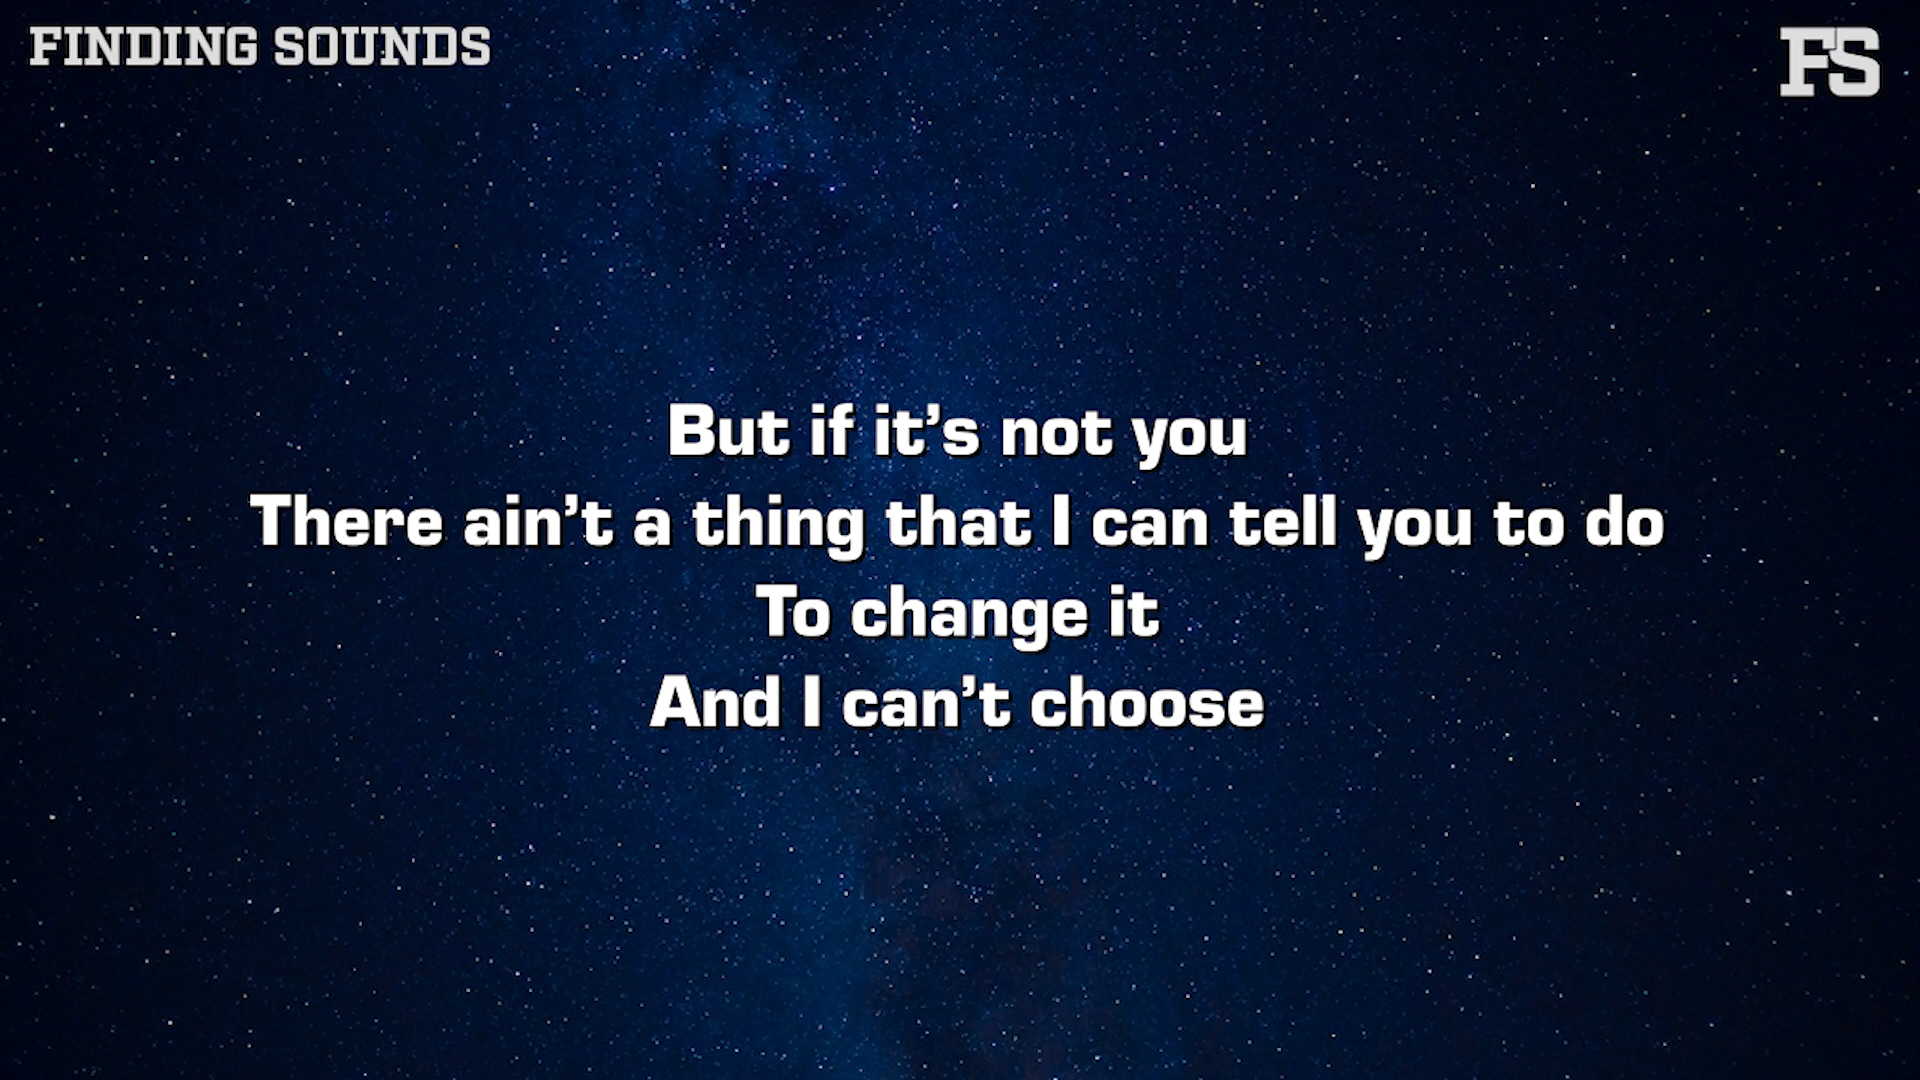 FINDING SOUNDS
FS
But if it’s not you
There ain’t a thing that I can tell you to do
To change it
And I can’t choose